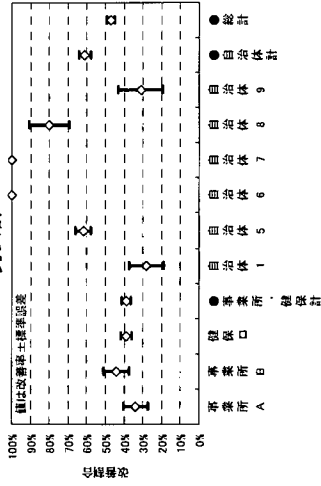 値は改善率±標準誤差
改善割合
100%
90%
80%
70%
60%
50%
40%
30%
20%
10%
0%
事業所 A
事業所 B
健保 ロ
●事業所・健保計
自治体 1
自治体 5
自治体 6
自治体 7
自治体 8
自治体 9
●自治体計
●総計